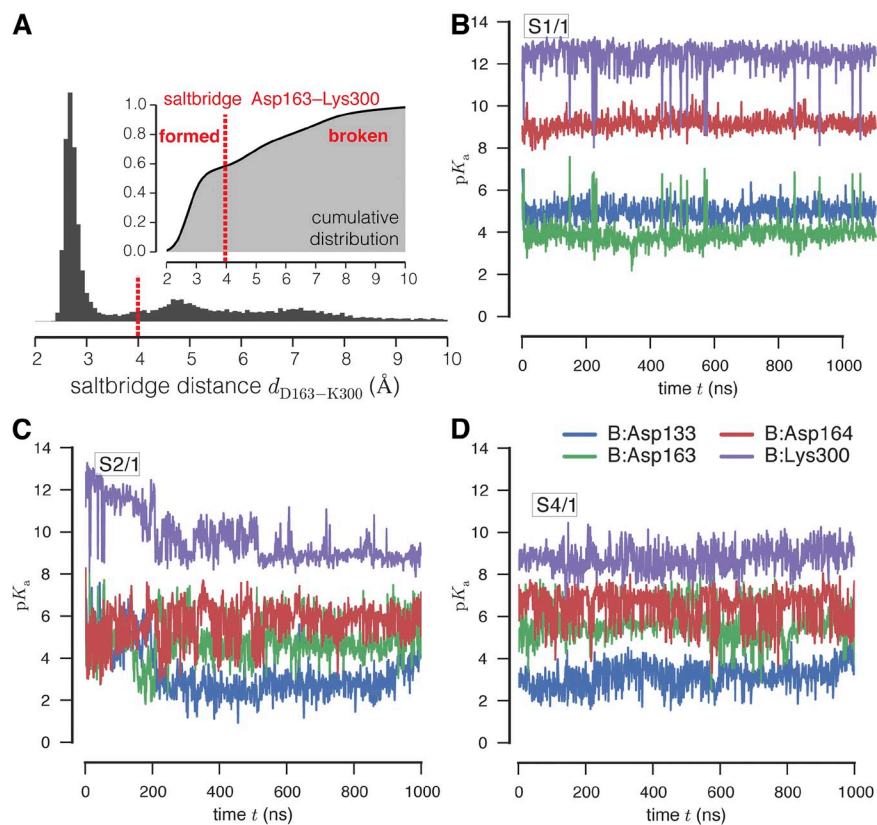 A
saltbridge Asp163–Lys300
formed broken
1.0
0.8
0.6
0.4
0.2
0.0
cumulative
distribution
2 3 4 5 6 7 8 9 10
2 3 4 5 6 7 8 9 10
saltbridge distance d_D163−K300 (Å)
B
S1/1
14
12
10
8
6
4
2
0
pKa
0 200 400 600 800 1000
time t (ns)
C
S2/1
14
12
10
8
6
4
2
0
pKa
0 200 400 600 800 1000
time t (ns)
D
B:Asp133 B:Asp164
B:Asp163 B:Lys300
S4/1
14
12
10
8
6
4
2
0
pKa
0 200 400 600 800 1000
time t (ns)